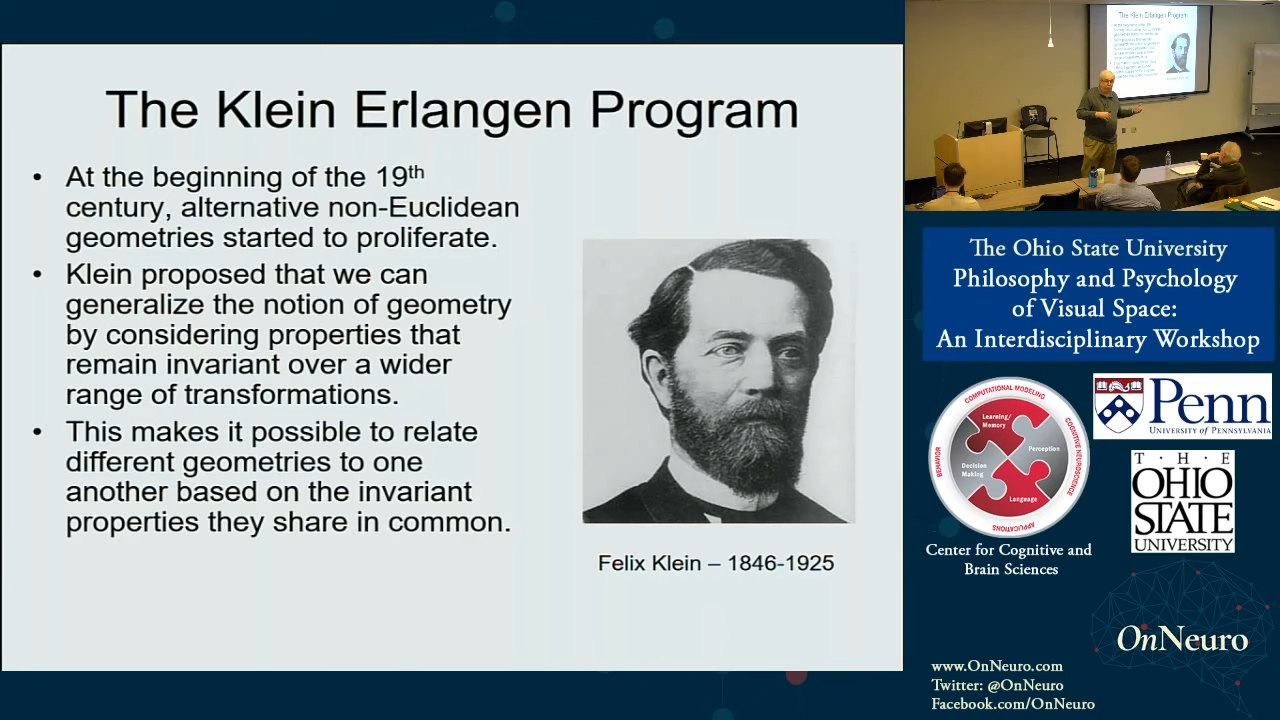 The Klein Erlangen Program
• At the beginning of the 19th
century, alternative non-Euclidean
geometries started to proliferate.
• Klein proposed that we can
generalize the notion of geometry
by considering properties that
remain invariant over a wider
range of transformations.
• This makes it possible to relate
different geometries to one
another based on the invariant
properties they share in common.
Felix Klein – 1846-1925
The Klein Erlangen Program
The Ohio State University
Philosophy and Psychology
of Visual Space:
An Interdisciplinary Workshop
COMPUTATIONAL MODELING
COGNITIVE NEUROSCIENCE
APPLICATIONS
BEHAVIOR
Learning/
Memory
Perception
Decision
Making
Language
Center for Cognitive and
Brain Sciences
Penn
UNIVERSITY of PENNSYLVANIA
T · H · E
OHIO
STATE
UNIVERSITY
OnNeuro
www.OnNeuro.com
Twitter: @OnNeuro
Facebook.com/OnNeuro